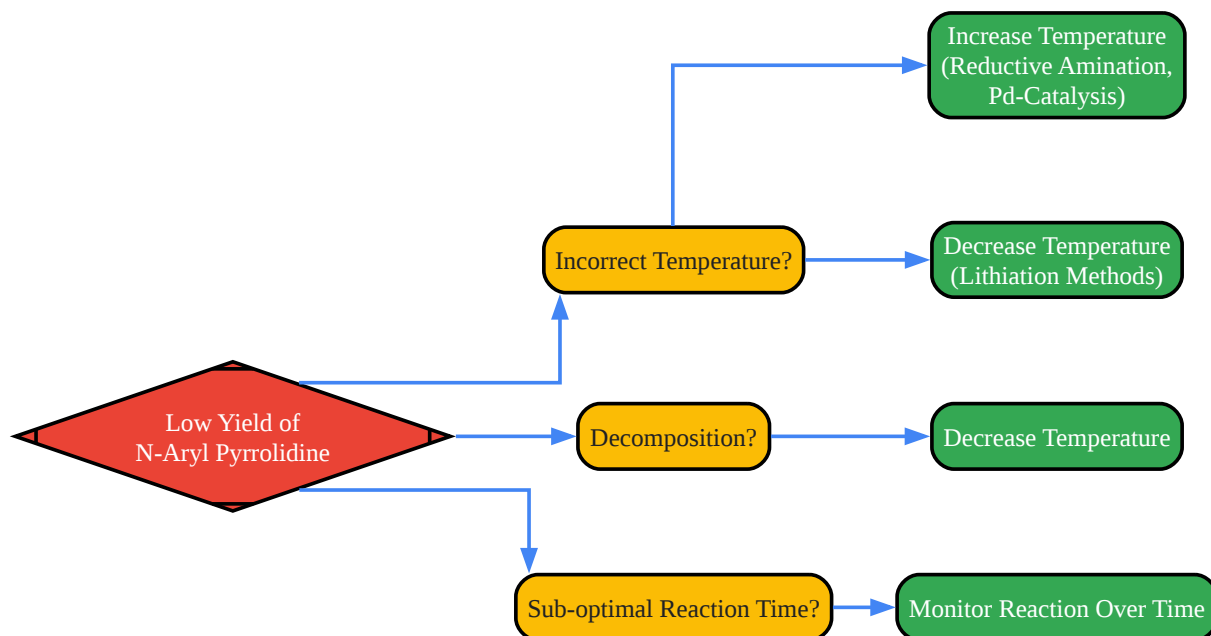 Increase Temperature
(Reductive Amination,
Pd-Catalysis)
Incorrect Temperature?
Decrease Temperature
(Lithiation Methods)
Low Yield of
N-Aryl Pyrrolidine
Decomposition?
Decrease Temperature
Sub-optimal Reaction Time?
Monitor Reaction Over Time